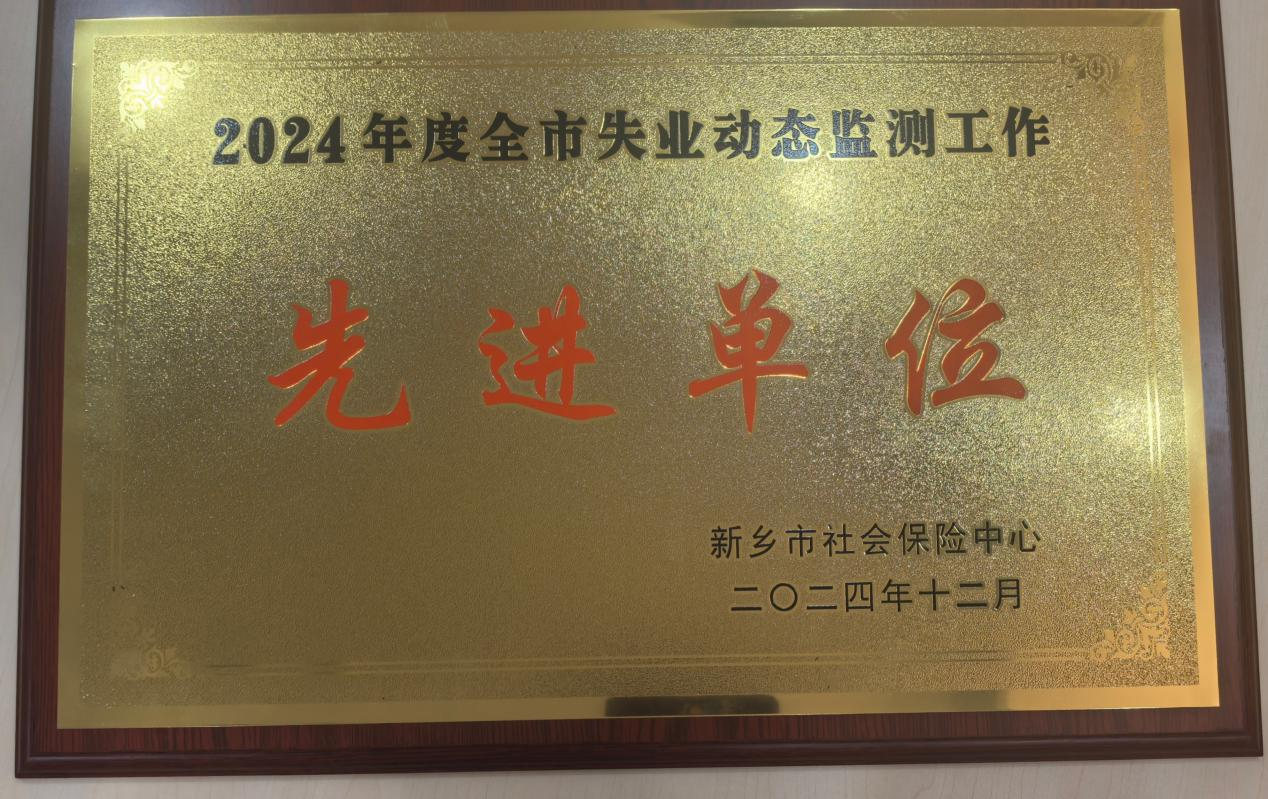 2024年度全市失业动态监测工作
先进单位
新乡市社会保险中心
二〇二四年十二月